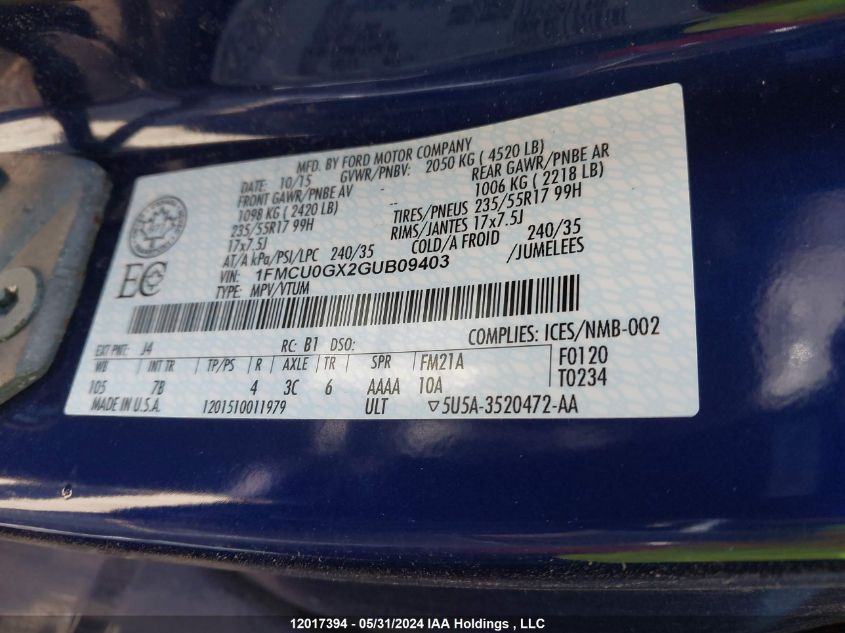 MFD. BY FORD MOTOR COMPANY
DATE: 10/15 GVWR/PNBV: 2050 KG ( 4520 LB)
FRONT GAWR/PNBE AV - REAR GAWR/PNBE AR
1098 KG ( 2420 LB) - 1006 KG ( 2218 LB)
235/55R17 99H TIRES/PNEUS 235/55R17 99H
17x7.5J RIMS/JANTES 17x7.5J
AT/A kPa/PSI/LPC 240/35 COLD/A FROID 240/35
VIN: 1FMCU0GX2GUB09403 /JUMELEES
TYPE: MPV/VTUM
EC
EXT PNT: J4 RC: B1 DSO: COMPLIES: ICES/NMB-002
WB INT TR TP/PS R AXLE TR SPR FM21A F0120
105 7B 4 3C 6 AAAA 10A T0234
MADE IN U.S.A. 1201510011979 ULT ▽5U5A-3520472-AA
12017394 - 05/31/2024 IAA Holdings , LLC